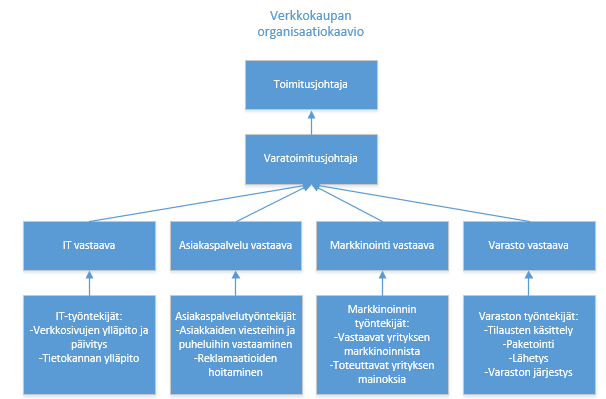 Verkkokaupan
organisaatiokaavio
Toimitusjohtaja
Varatoimitusjohtaja
IT vastaava
Asiakaspalvelu vastaava
Markkinointi vastaava
Varasto vastaava
IT-työntekijät:
-Verkkosivujen ylläpito ja
päivitys
-Tietokannan ylläpito
Asiakaspalvelutyöntekijät
-Asiakkaiden viesteihin ja
puheluihin vastaaminen
-Reklamaatioiden
hoitaminen
Markkinoinnin
työntekijät:
-Vastaavat yrityksen
markkinoinnista
-Toteuttavat yrityksen
mainoksia
Varaston työntekijät:
-Tilausten käsittely
-Paketointi
-Lähetys
-Varaston järjestys